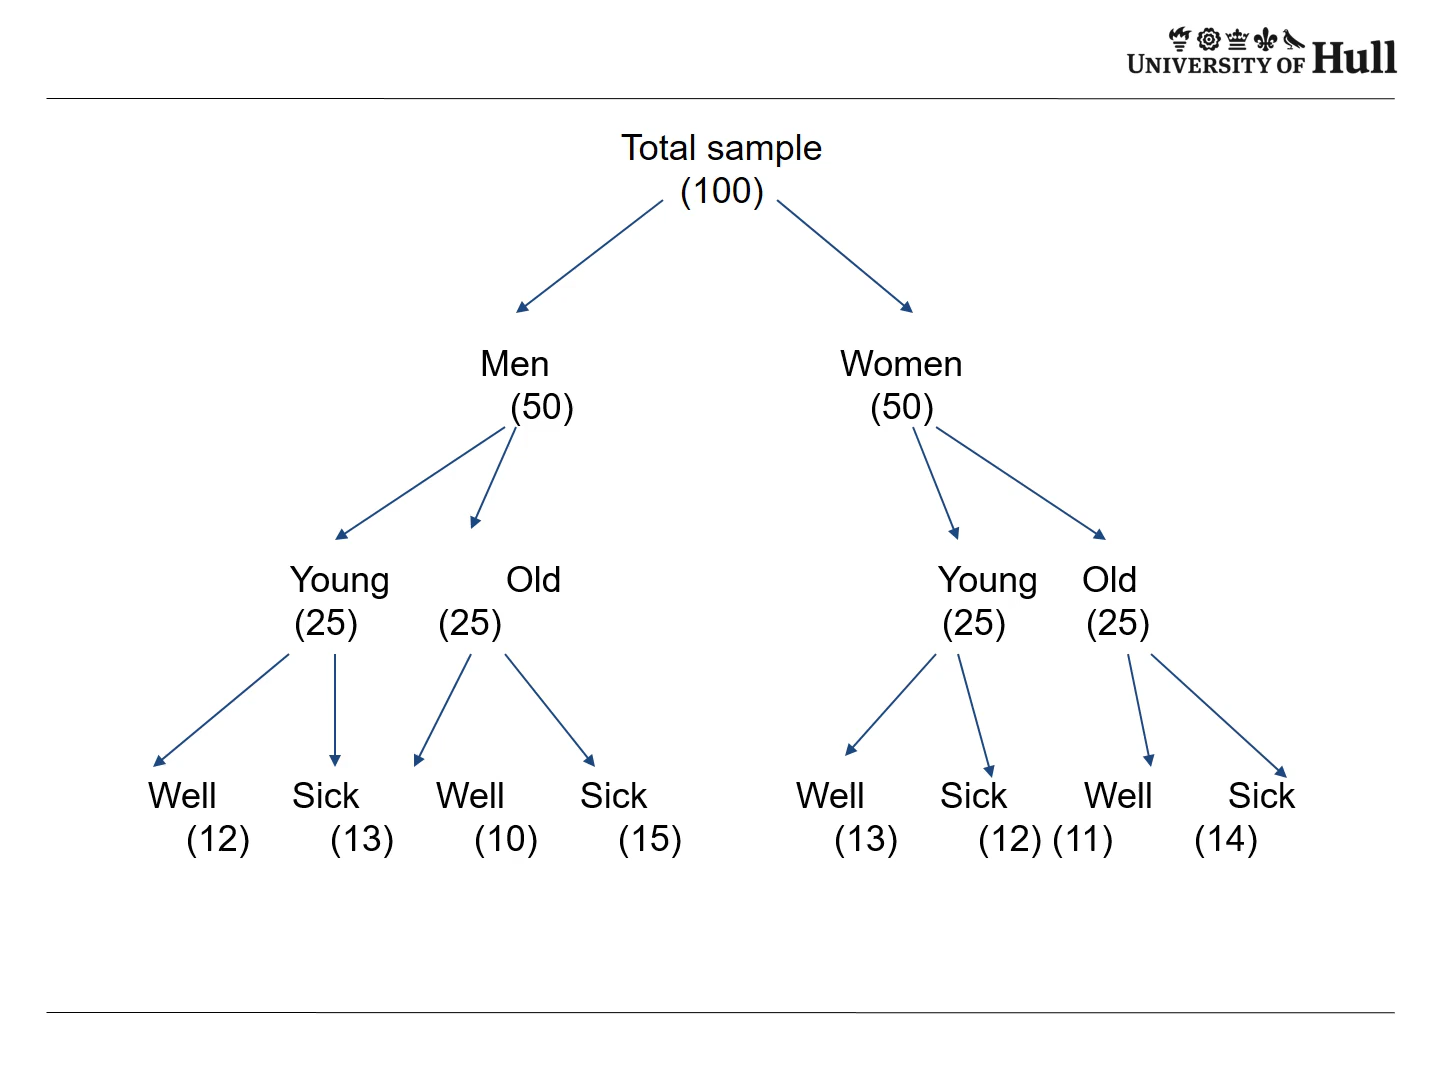 UNIVERSITY OF Hull
Total sample
(100)
Men Women
(50) (50)
Young Old Young Old
(25) (25) (25) (25)
Well Sick Well Sick Well Sick Well Sick
(12) (13) (10) (15) (13) (12) (11) (14)